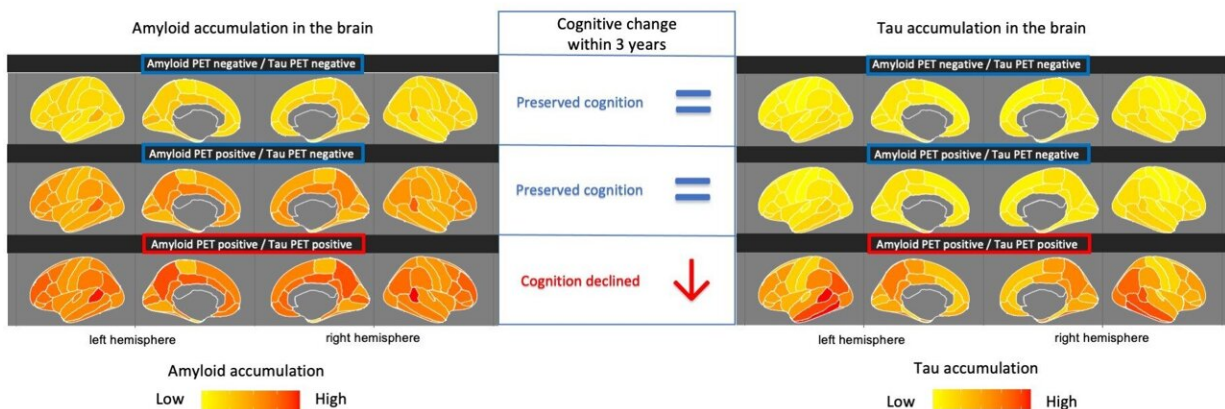 Amyloid accumulation in the brain
Cognitive change
within 3 years
Tau accumulation in the brain
Amyloid PET negative / Tau PET negative
Preserved cognition
Amyloid PET negative / Tau PET negative
Amyloid PET positive / Tau PET negative
Preserved cognition
Amyloid PET positive / Tau PET negative
Amyloid PET positive / Tau PET positive
Cognition declined
Amyloid PET positive / Tau PET positive
left hemisphere
right hemisphere
left hemisphere
right hemisphere
Amyloid accumulation
Low High
Tau accumulation
Low High